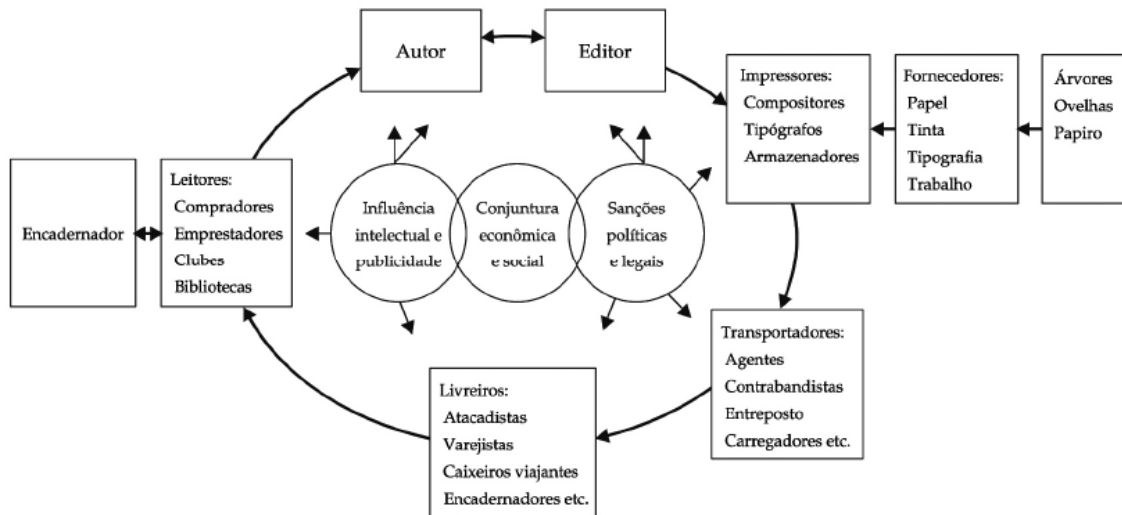 Autor
Editor
Impressores:
Compositores
Tipógrafos
Armazenadores
Fornecedores:
Papel
Tinta
Tipografia
Trabalho
Árvores
Ovelhas
Papiro
Encadernador
Leitores:
Compradores
Emprestadores
Clubes
Bibliotecas
Influência
intelectual e
publicidade
Conjuntura
econômica
e social
Sanções
políticas
e legais
Transportadores:
Agentes
Contrabandistas
Entreposto
Carregadores etc.
Livreiros:
Atacadistas
Varejistas
Caixeiros viajantes
Encadernadores etc.